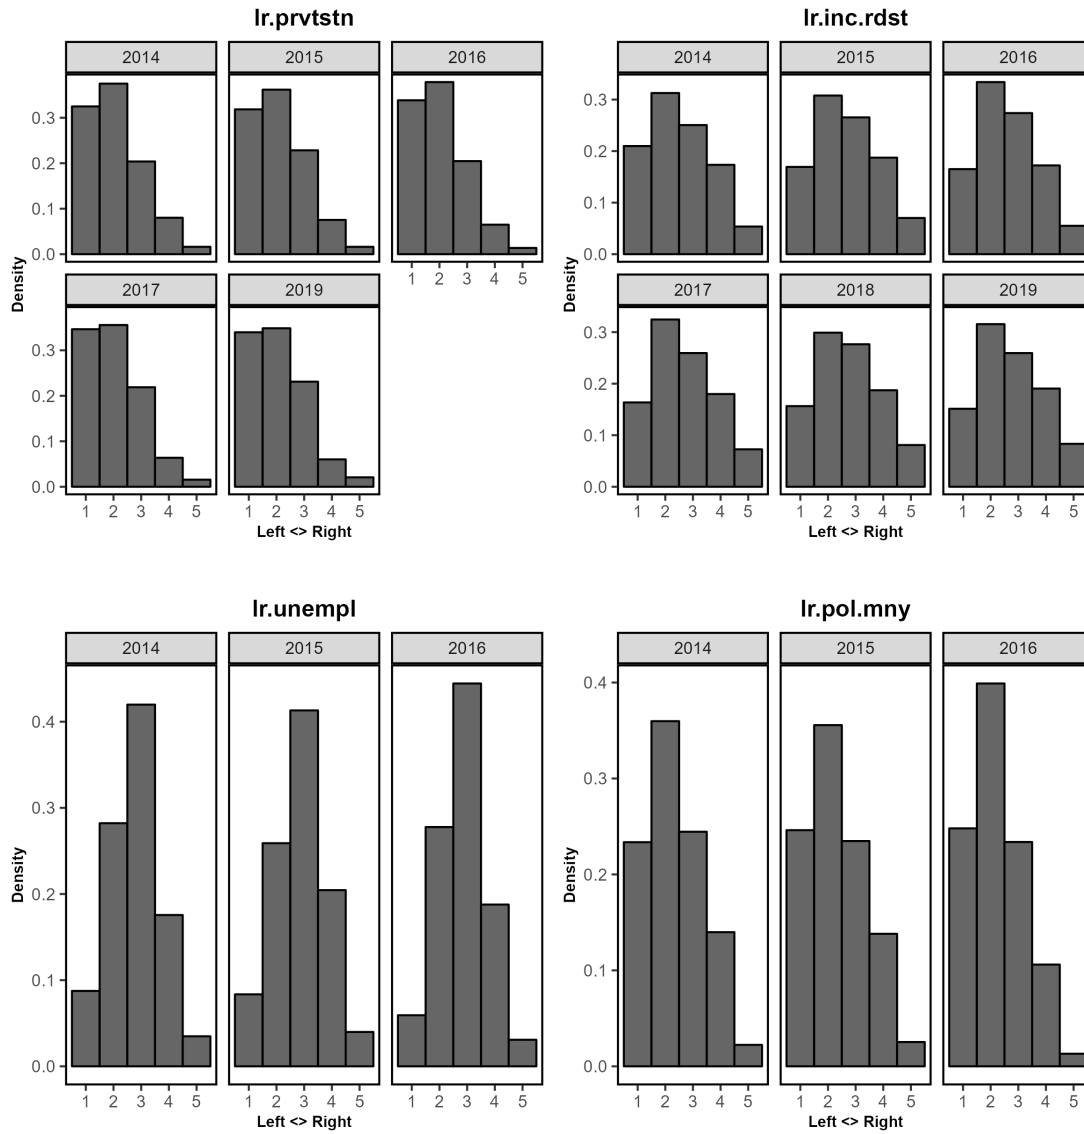 lr.prvtstn
2014 2015 2016
0.3
0.2
0.1
0.0
1 2 3 4 5
2017 2019
0.3
0.2
0.1
0.0
1 2 3 4 5 1 2 3 4 5
Density
Left <> Right
lr.inc.rdst
2014 2015 2016
0.3
0.2
0.1
0.0
2017 2018 2019
0.3
0.2
0.1
0.0
1 2 3 4 5 1 2 3 4 5 1 2 3 4 5
Density
Left <> Right
lr.unempl
2014 2015 2016
0.4
0.3
0.2
0.1
0.0
1 2 3 4 5 1 2 3 4 5 1 2 3 4 5
Density
Left <> Right
lr.pol.mny
2014 2015 2016
0.4
0.3
0.2
0.1
0.0
1 2 3 4 5 1 2 3 4 5 1 2 3 4 5
Density
Left <> Right